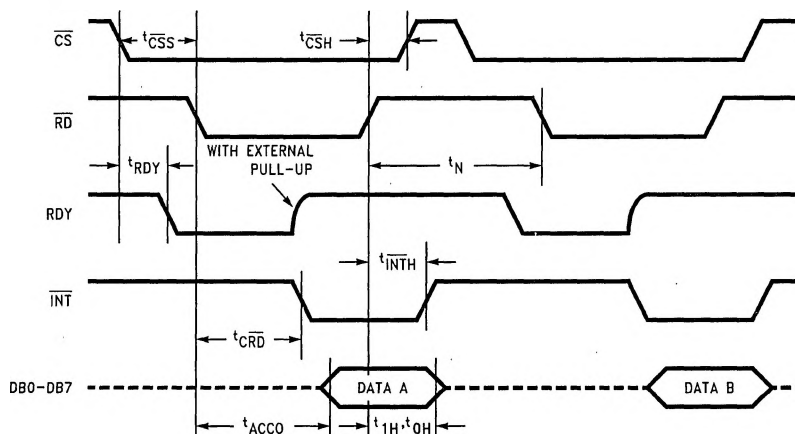 CS
tCSS
tCSH
RD
WITH EXTERNAL
PULL-UP
tRDY
tN
RDY
tINTH
INT
tCRD
DB0-DB7
DATA A
DATA B
tACC0
t1H, t0H